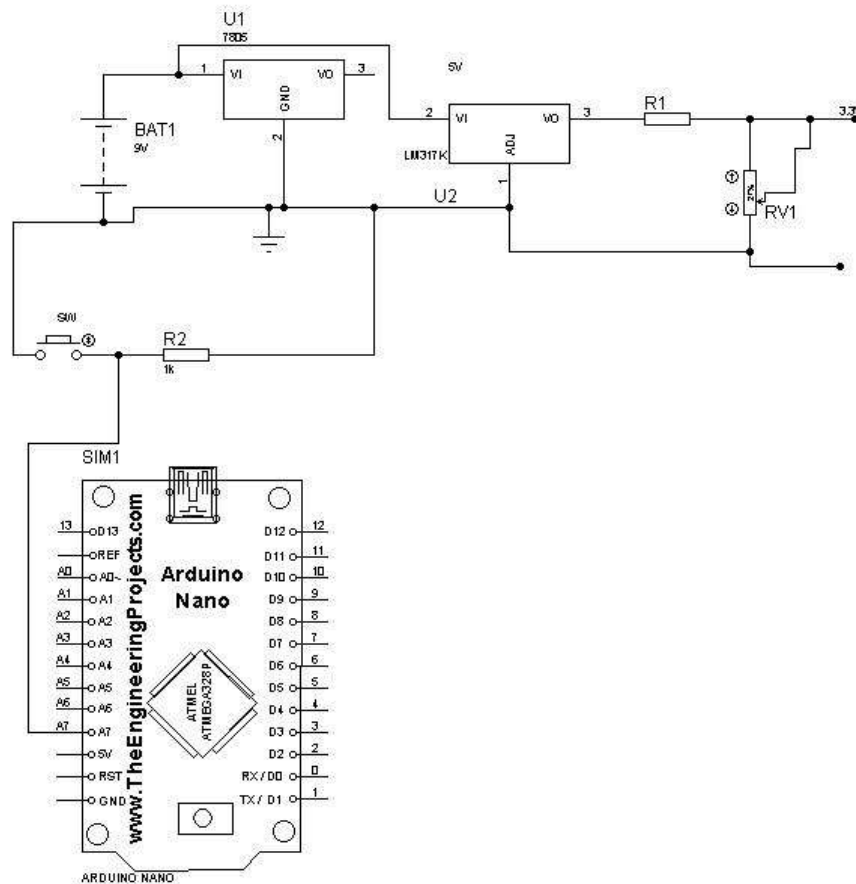 U1
7805
1 VI VO 3
GND
2
5V
2 VI VO 3
LM317K
ADJ
1
R1
3.3
BAT1
9V
U2
RV1
SW
R2
1k
SIM1
www.TheEngineeringProjects.com
Arduino
Nano
ATMEL
ATMEGA328P
13 D13
REF
A0 A0~
A1 A1
A2 A2
A3 A3
A4 A4
A5 A5
A6 A6
A7 A7
5V
RST
GND
D12 12
D11 11
D10 10
D9 9
D8 8
D7 7
D6 6
D5 5
D4 4
D3 3
D2 2
RX/D0 0
TX/D1 1
ARDUINO NANO